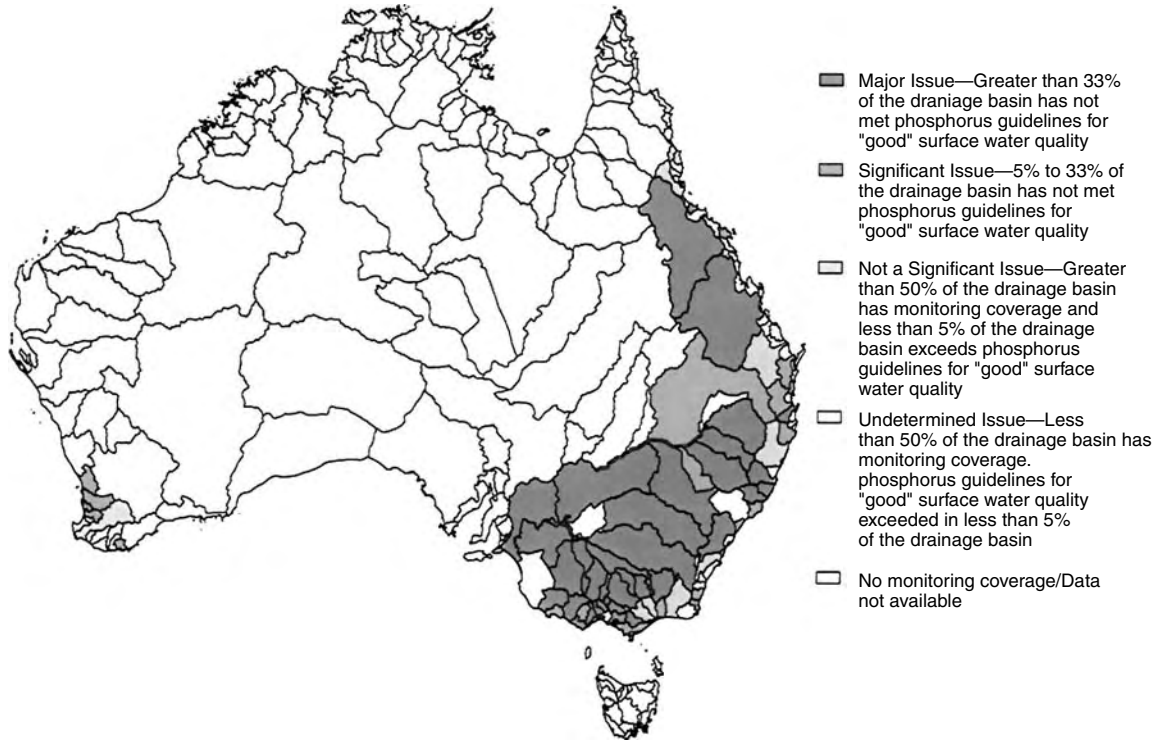 Major Issue—Greater than 33%
of the draniage basin has not
met phosphorus guidelines for
"good" surface water quality
Significant Issue—5% to 33% of
the drainage basin has not met
phosphorus guidelines for
"good" surface water quality
Not a Significant Issue—Greater
than 50% of the drainage basin
has monitoring coverage and
less than 5% of the drainage
basin exceeds phosphorus
guidelines for "good" surface
water quality
Undetermined Issue—Less
than 50% of the drainage basin has
monitoring coverage.
phosphorus guidelines for
"good" surface water quality
exceeded in less than 5%
of the drainage basin
No monitoring coverage/Data
not available